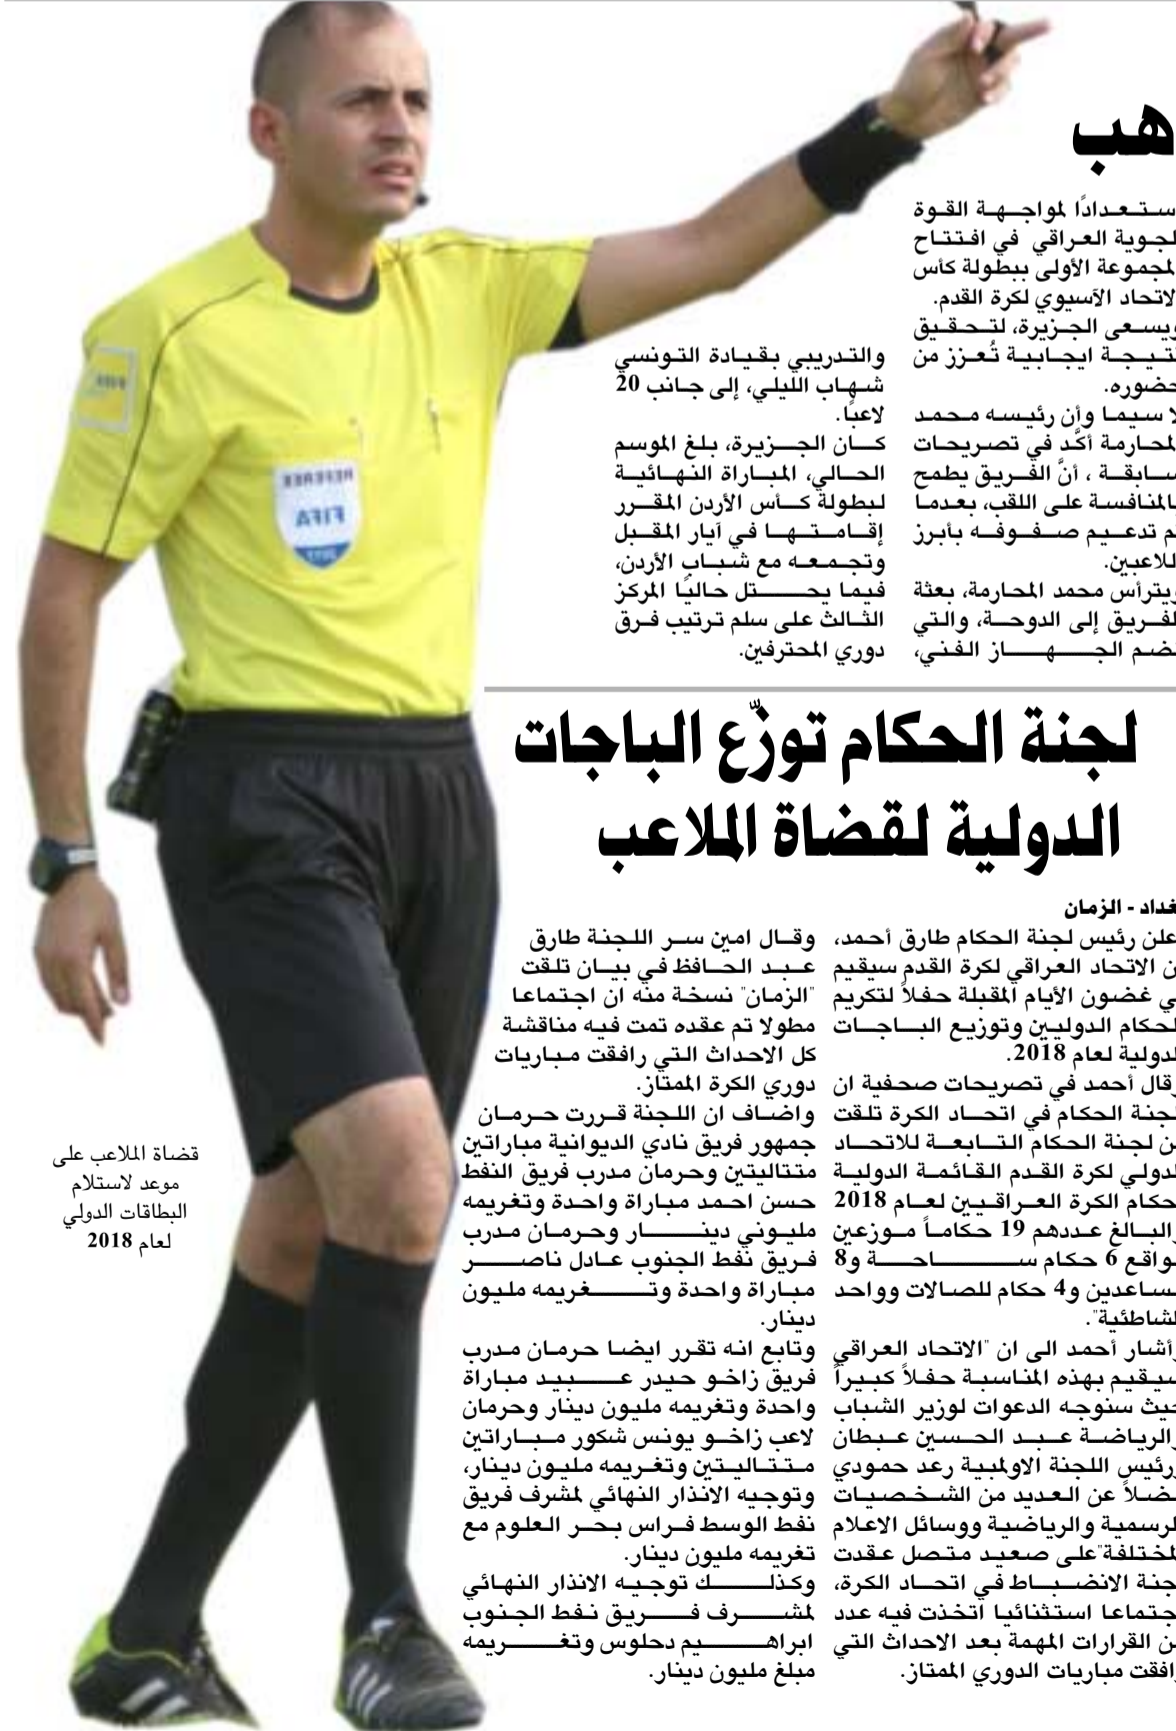 هب
ستعدادًا لمواجهة القوة
لجوية العراقي في افتتاح
لمجموعة الأولى ببطولة كأس
لاتحاد الآسيوي لكرة القدم.
ويسعى الجزيرة، لتحقيق
نتيجة ايجابية تُعزز من
حضوره.
لا سيما وأن رئيسه محمد
لمحارمة أكَّد في تصريحات
سابقة ، أنَّ الفريق يطمح
بالمنافسة على اللقب، بعدما
م تدعيم صفوفه بأبرز
للاعبين.
ويترأس محمد المحارمة، بعثة
لفريق إلى الدوحة، والتي
تضم الجهاز الفني،
والتدريبي بقيادة التونسي
شهاب الليلي، إلى جانب 20
لاعبًا.
كان الجزيرة، بلغ الموسم
الحالي، المباراة النهائية
لبطولة كأس الأردن المقرر
إقامتها في آيار المقبل
وتجمعه مع شباب الأردن،
فيما يحتل حاليًا المركز
الثالث على سلم ترتيب فرق
دوري المحترفين.
لجنة الحكام توزّع الباجات
الدولية لقضاة الملاعب
غداد - الزمان
علن رئيس لجنة الحكام طارق أحمد،
ن الاتحاد العراقي لكرة القدم سيقيم
ي غضون الأيام المقبلة حفلاً لتكريم
لحكام الدوليين وتوزيع الباجات
لدولية لعام 2018.
وقال أحمد في تصريحات صحفية ان
لجنة الحكام في اتحاد الكرة تلقت
ن لجنة الحكام التابعة للاتحاد
لدولي لكرة القدم القائمة الدولية
حكام الكرة العراقيين لعام 2018
والبالغ عددهم 19 حكاماً موزعين
بواقع 6 حكام ساحة و8
ساعدين و4 حكام للصالات وواحد
لشاطئية".
وأشار أحمد الى ان "الاتحاد العراقي
سيقيم بهذه المناسبة حفلاً كبيراً
حيث سنوجه الدعوات لوزير الشباب
والرياضة عبد الحسين عبطان
ورئيس اللجنة الاولمبية رعد حمودي
فضلاً عن العديد من الشخصيات
لرسمية والرياضية ووسائل الاعلام
لمختلفة"على صعيد متصل عقدت
جنة الانضباط في اتحاد الكرة،
جتماعا استثنائيا اتخذت فيه عدد
ن القرارات المهمة بعد الاحداث التي
رافقت مباريات الدوري الممتاز.
وقال امين سر اللجنة طارق
عبد الحافظ في بيان تلقت
"الزمان" نسخة منه ان اجتماعا
مطولا تم عقده تمت فيه مناقشة
كل الاحداث التي رافقت مباريات
دوري الكرة الممتاز.
واضاف ان اللجنة قررت حرمان
جمهور فريق نادي الديوانية مباراتين
متتاليتين وحرمان مدرب فريق النفط
حسن احمد مباراة واحدة وتغريمه
مليوني دينار وحرمان مدرب
فريق نفط الجنوب عادل ناصر
مباراة واحدة وتغريمه مليون
دينار.
وتابع انه تقرر ايضا حرمان مدرب
فريق زاخو حيدر عبيد مباراة
واحدة وتغريمه مليون دينار وحرمان
لاعب زاخو يونس شكور مباراتين
متتاليتين وتغريمه مليون دينار،
وتوجيه الانذار النهائي لمشرف فريق
نفط الوسط فراس بحر العلوم مع
تغريمه مليون دينار.
وكذلك توجيه الانذار النهائي
لمشرف فريق نفط الجنوب
ابراهيم دحلوس وتغريمه
مبلغ مليون دينار.
قضاة الملاعب على
موعد لاستلام
البطاقات الدولي
لعام 2018
REFEREE
FIFA